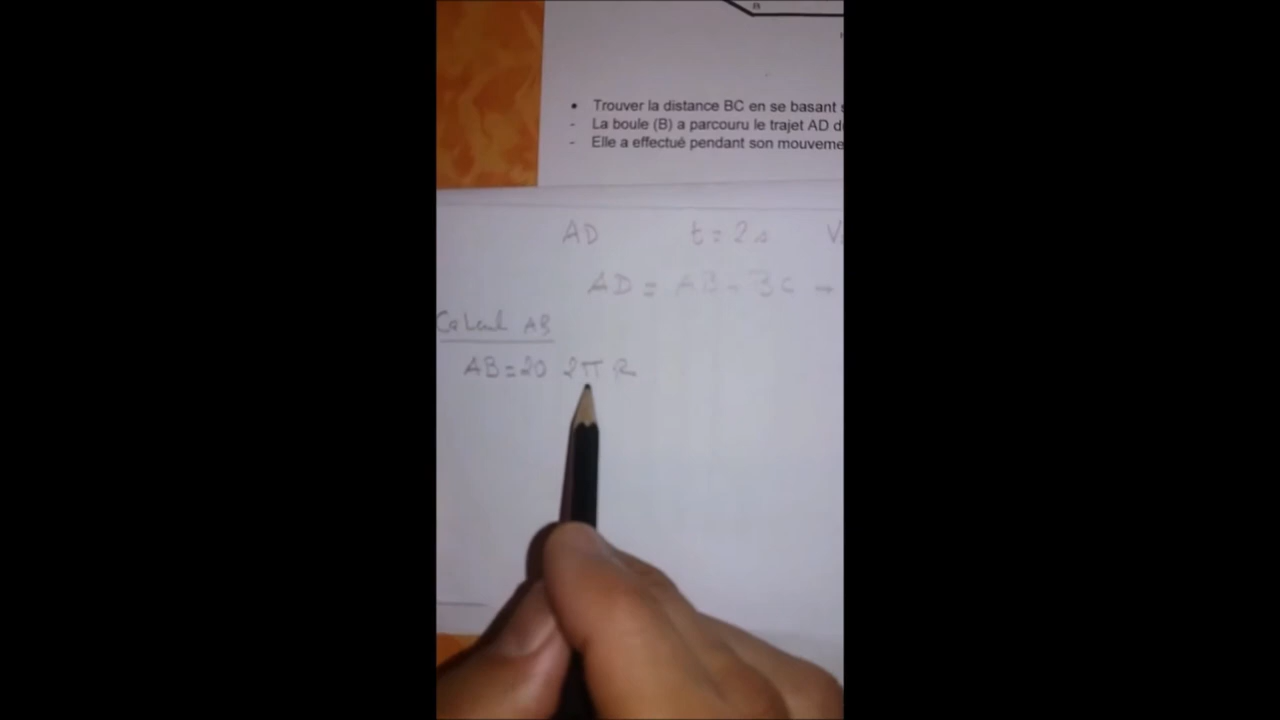 B
• Trouver la distance BC en se basant
- La boule (B) a parcouru le trajet AD
- Elle a effectué pendant son
AD t = 2s
AD = AB + BC +
Calcul AB
AB = 20 2π R